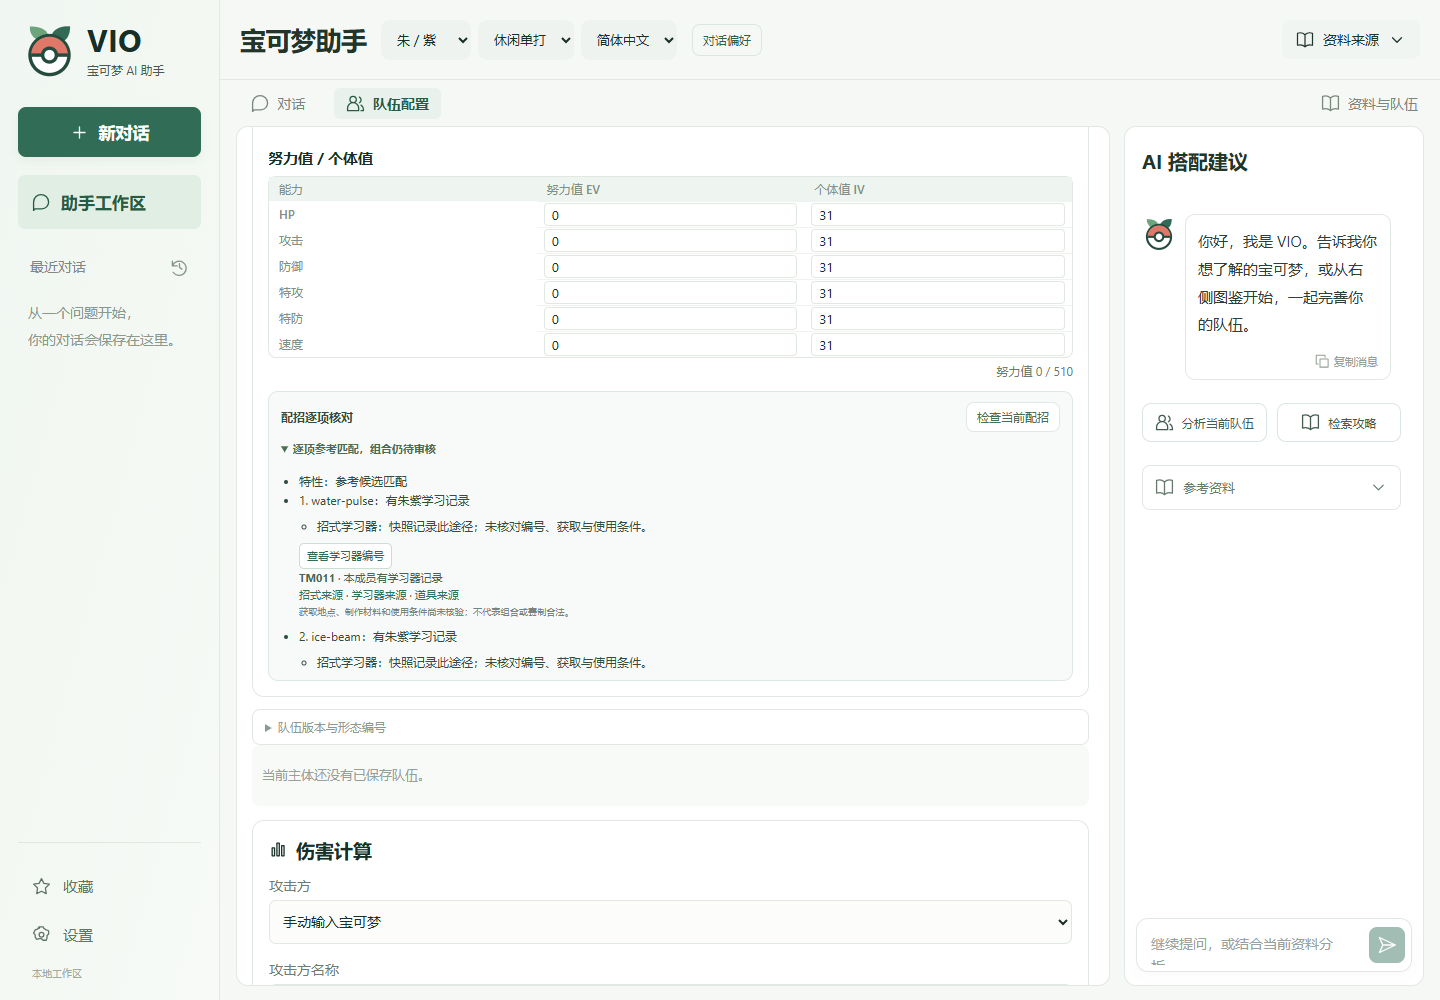 VIO
宝可梦 AI 助手
新对话
助手工作区
最近对话
从一个问题开始，
你的对话会保存在这里。
收藏
设置
本地工作区
宝可梦助手
朱 / 紫
休闲单打
简体中文
对话偏好
资料来源
对话
队伍配置
资料与队伍
努力值 / 个体值
能力 努力值 EV 个体值 IV
HP 0 31
攻击 0 31
防御 0 31
特攻 0 31
特防 0 31
速度 0 31
努力值 0 / 510
配招逐项核对
检查当前配招
▼ 逐项参考匹配，组合仍待审核
• 特性：参考候选匹配
• 1. water-pulse：有朱紫学习记录
◦ 招式学习器：快照记录此途径；未核对编号、获取与使用条件。
查看学习器编号
TM011 · 本成员有学习器记录
招式来源 · 学习器来源 · 道具来源
获取地点、制作材料和使用条件尚未核验；不代表组合或赛制合法。
• 2. ice-beam：有朱紫学习记录
◦ 招式学习器：快照记录此途径；未核对编号、获取与使用条件。
▶ 队伍版本与形态编号
当前主体还没有已保存队伍。
伤害计算
攻击方
手动输入宝可梦
攻击方名称
AI 搭配建议
你好，我是 VIO。告诉我你
想了解的宝可梦，或从右
侧图鉴开始，一起完善你
的队伍。
复制消息
分析当前队伍
检索攻略
参考资料
继续提问，或结合当前资料分
析